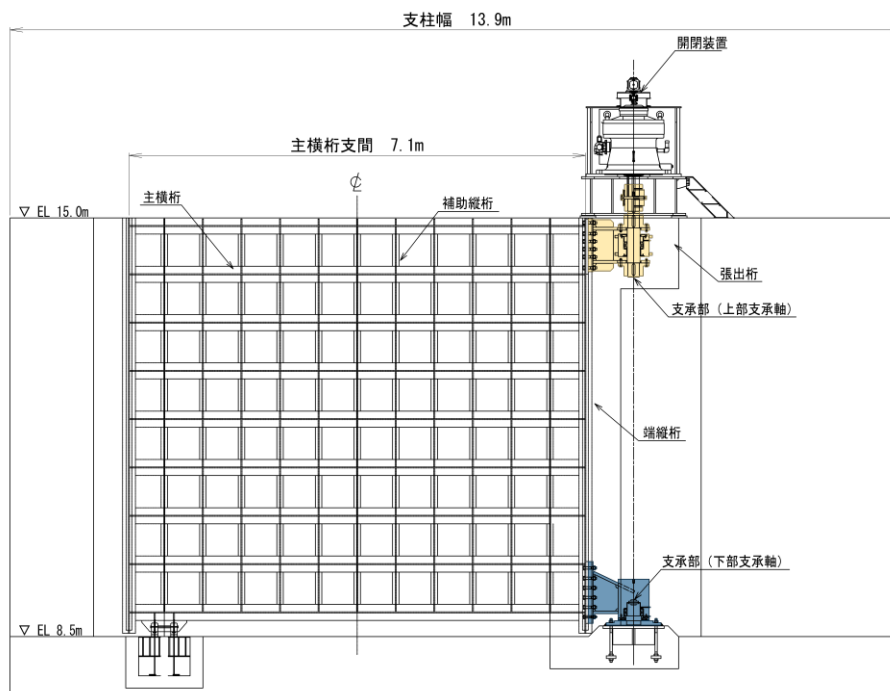 支柱幅 13.9m
開閉装置
主横桁支間 7.1m
℄
▽ EL 15.0m
主横桁
補助縦桁
張出桁
支承部(上部支承軸)
端縦桁
支承部(下部支承軸)
▽ EL 8.5m